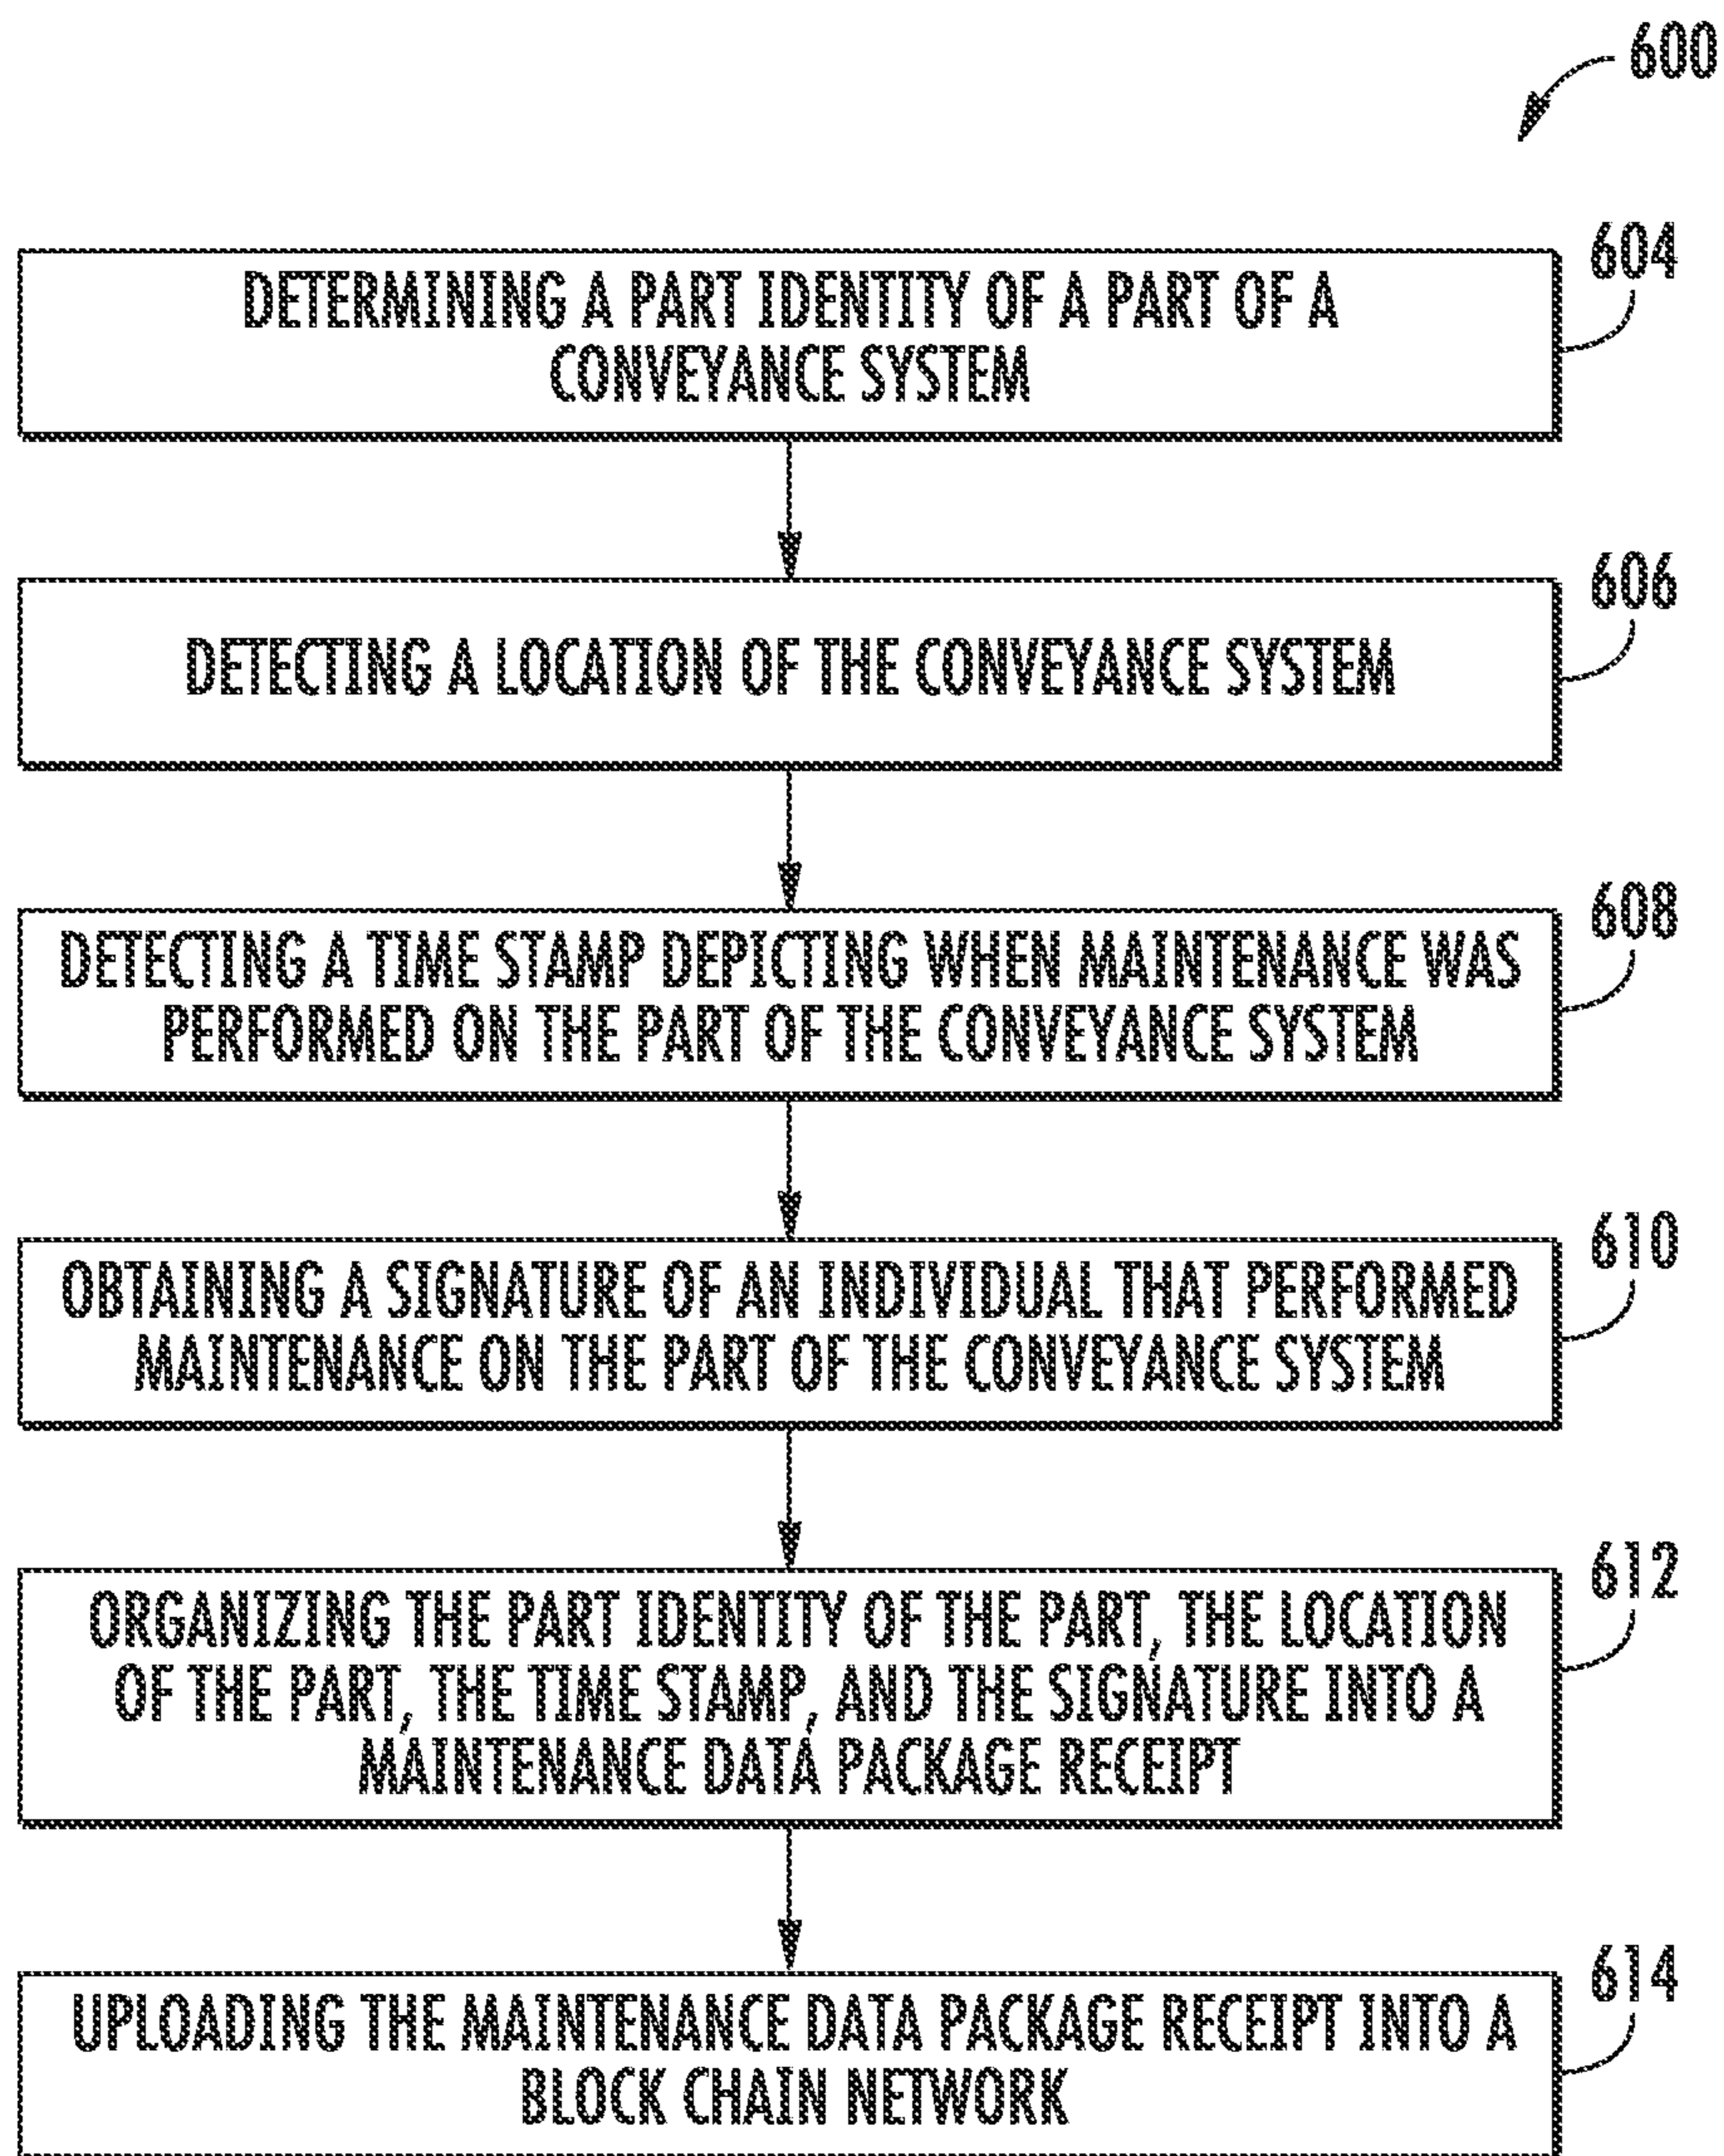 600
604
DETERMINING A PART IDENTITY OF A PART OF A
CONVEYANCE SYSTEM
606
DETECTING A LOCATION OF THE CONVEYANCE SYSTEM
608
DETECTING A TIME STAMP DEPICTING WHEN MAINTENANCE WAS
PERFORMED ON THE PART OF THE CONVEYANCE SYSTEM
610
OBTAINING A SIGNATURE OF AN INDIVIDUAL THAT PERFORMED
MAINTENANCE ON THE PART OF THE CONVEYANCE SYSTEM
612
ORGANIZING THE PART IDENTITY OF THE PART, THE LOCATION
OF THE PART, THE TIME STAMP, AND THE SIGNATURE INTO A
MAINTENANCE DATA PACKAGE RECEIPT
614
UPLOADING THE MAINTENANCE DATA PACKAGE RECEIPT INTO A
BLOCK CHAIN NETWORK